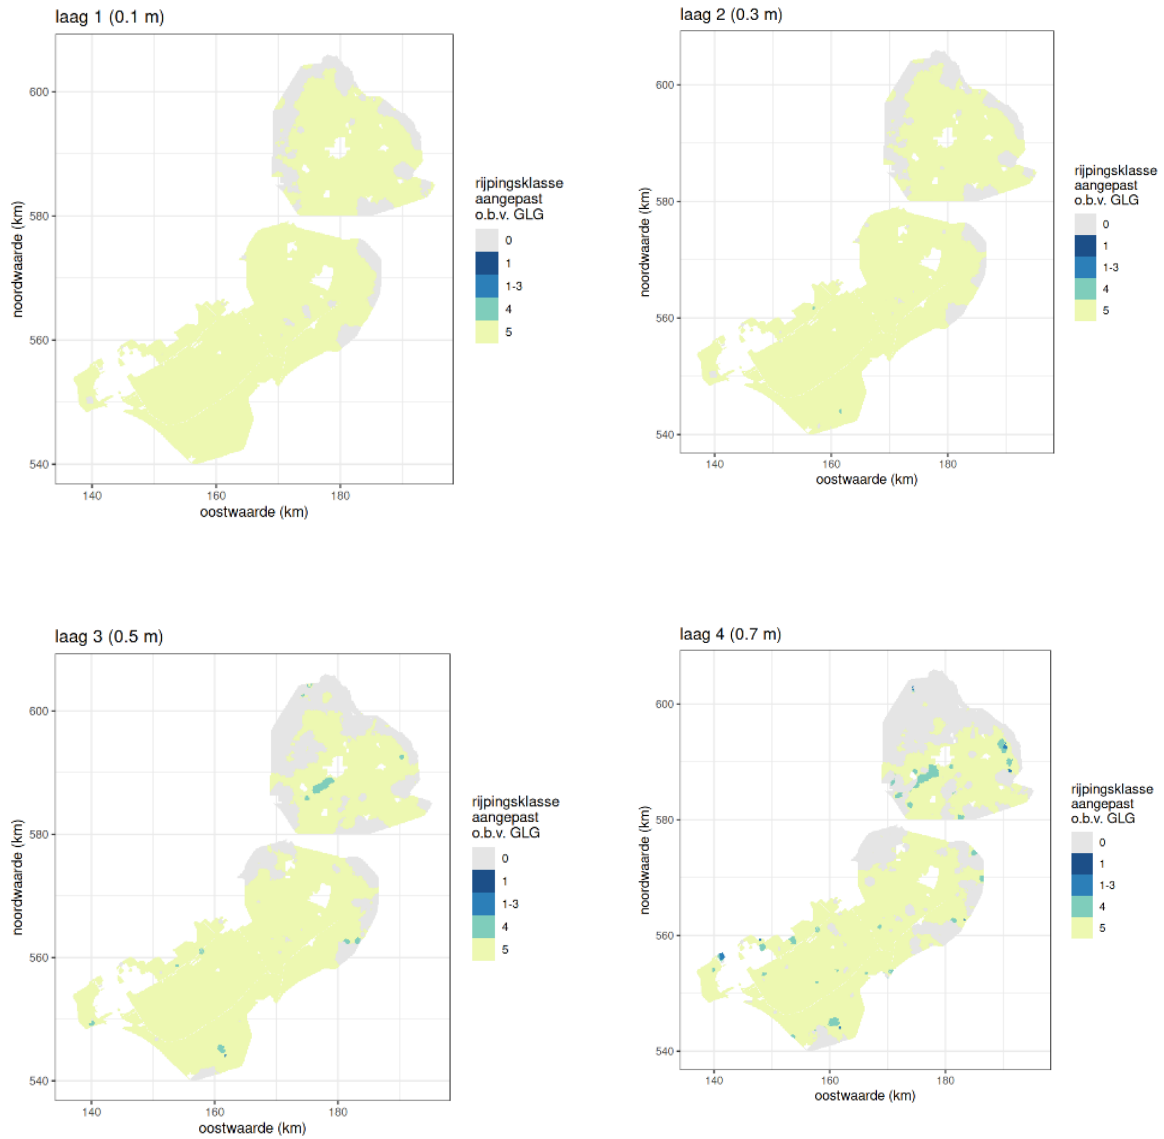 laag 1 (0.1 m)
600
580
560
540
140
160
180
oostwaarde (km)
noordwaarde (km)
rijpingsklasse
aangepast
o.b.v. GLG
0
1
1-3
4
5
laag 2 (0.3 m)
600
580
560
540
140
160
180
oostwaarde (km)
noordwaarde (km)
rijpingsklasse
aangepast
o.b.v. GLG
0
1
1-3
4
5
laag 3 (0.5 m)
600
580
560
540
140
160
180
oostwaarde (km)
noordwaarde (km)
rijpingsklasse
aangepast
o.b.v. GLG
0
1
1-3
4
5
laag 4 (0.7 m)
600
580
560
540
140
160
180
oostwaarde (km)
noordwaarde (km)
rijpingsklasse
aangepast
o.b.v. GLG
0
1
1-3
4
5